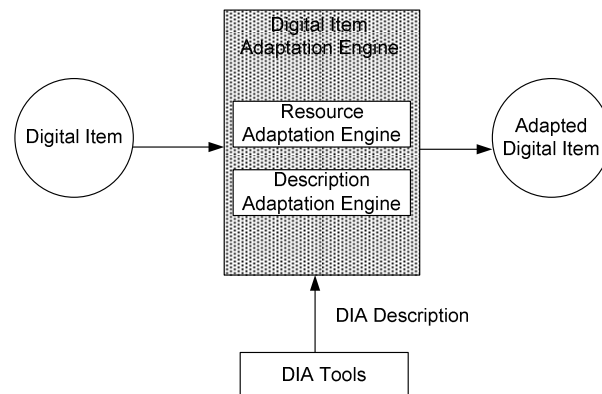 Digital Item
Adaptation Engine
Digital Item
Resource
Adaptation Engine
Description
Adaptation Engine
Adapted
Digital Item
DIA Description
DIA Tools